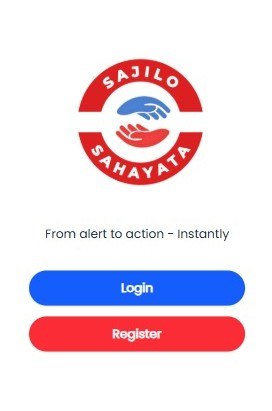 SAJILO
SAHAYATA
From alert to action - Instantly
Login
Register